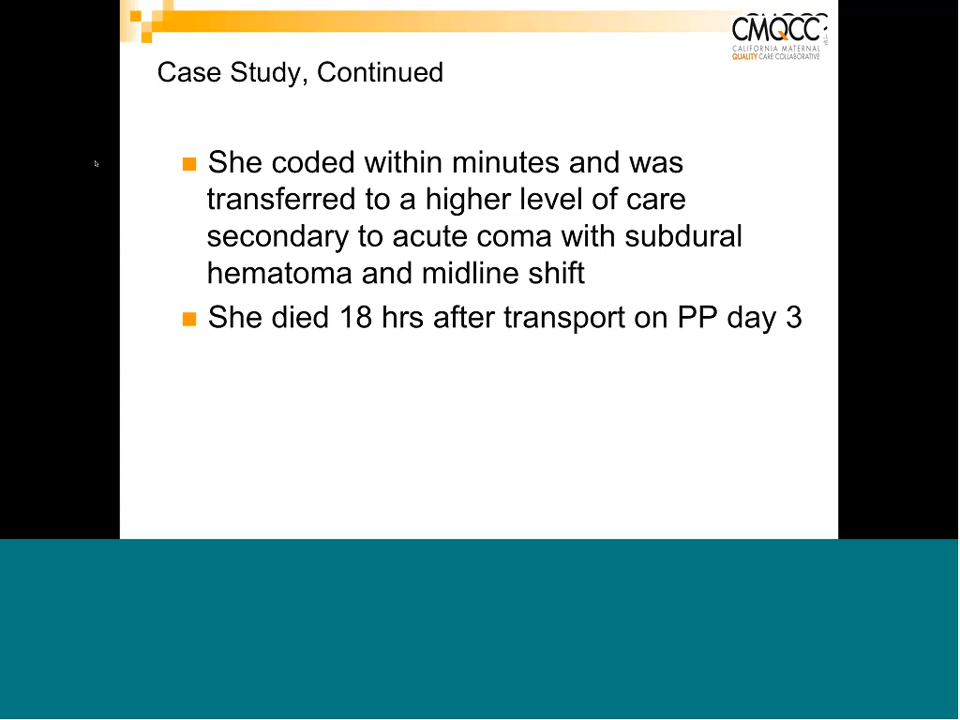 CMQCC
CALIFORNIA MATERNAL
QUALITY CARE COLLABORATIVE
Case Study, Continued
She coded within minutes and was
transferred to a higher level of care
secondary to acute coma with subdural
hematoma and midline shift
She died 18 hrs after transport on PP day 3